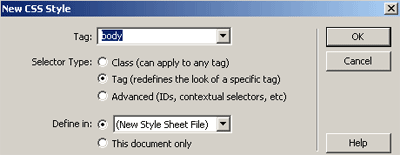 New CSS Style
Tag: body
OK
Selector Type: Class (can apply to any tag)
Cancel
Tag (redefines the look of a specific tag)
Advanced (IDs, contextual selectors, etc)
Define in: (New Style Sheet File)
This document only
Help